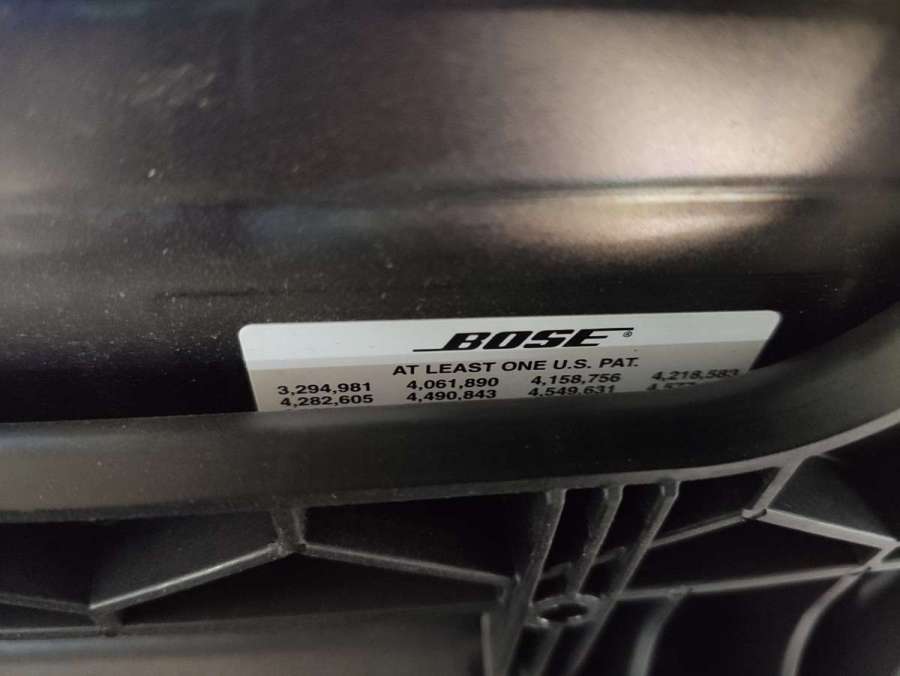 BOSE®
AT LEAST ONE U.S. PAT.
3,294,981 4,061,890 4,158,756 4,218,583
4,282,605 4,490,843 4,549,631